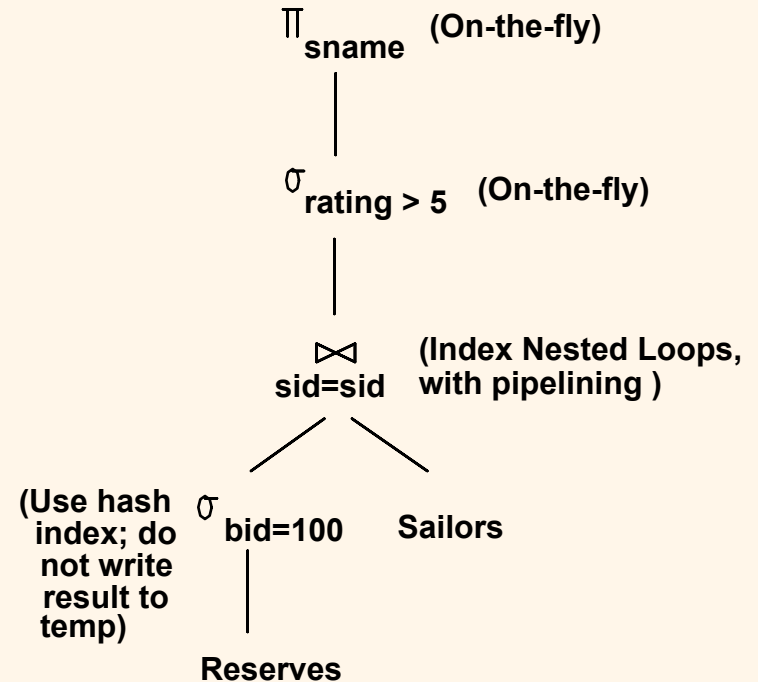 π sname (On-the-fly)
σ rating > 5 (On-the-fly)
⋈ (Index Nested Loops,
sid=sid with pipelining )
(Use hash
index; do
not write
result to
temp)
σ bid=100 Sailors
Reserves